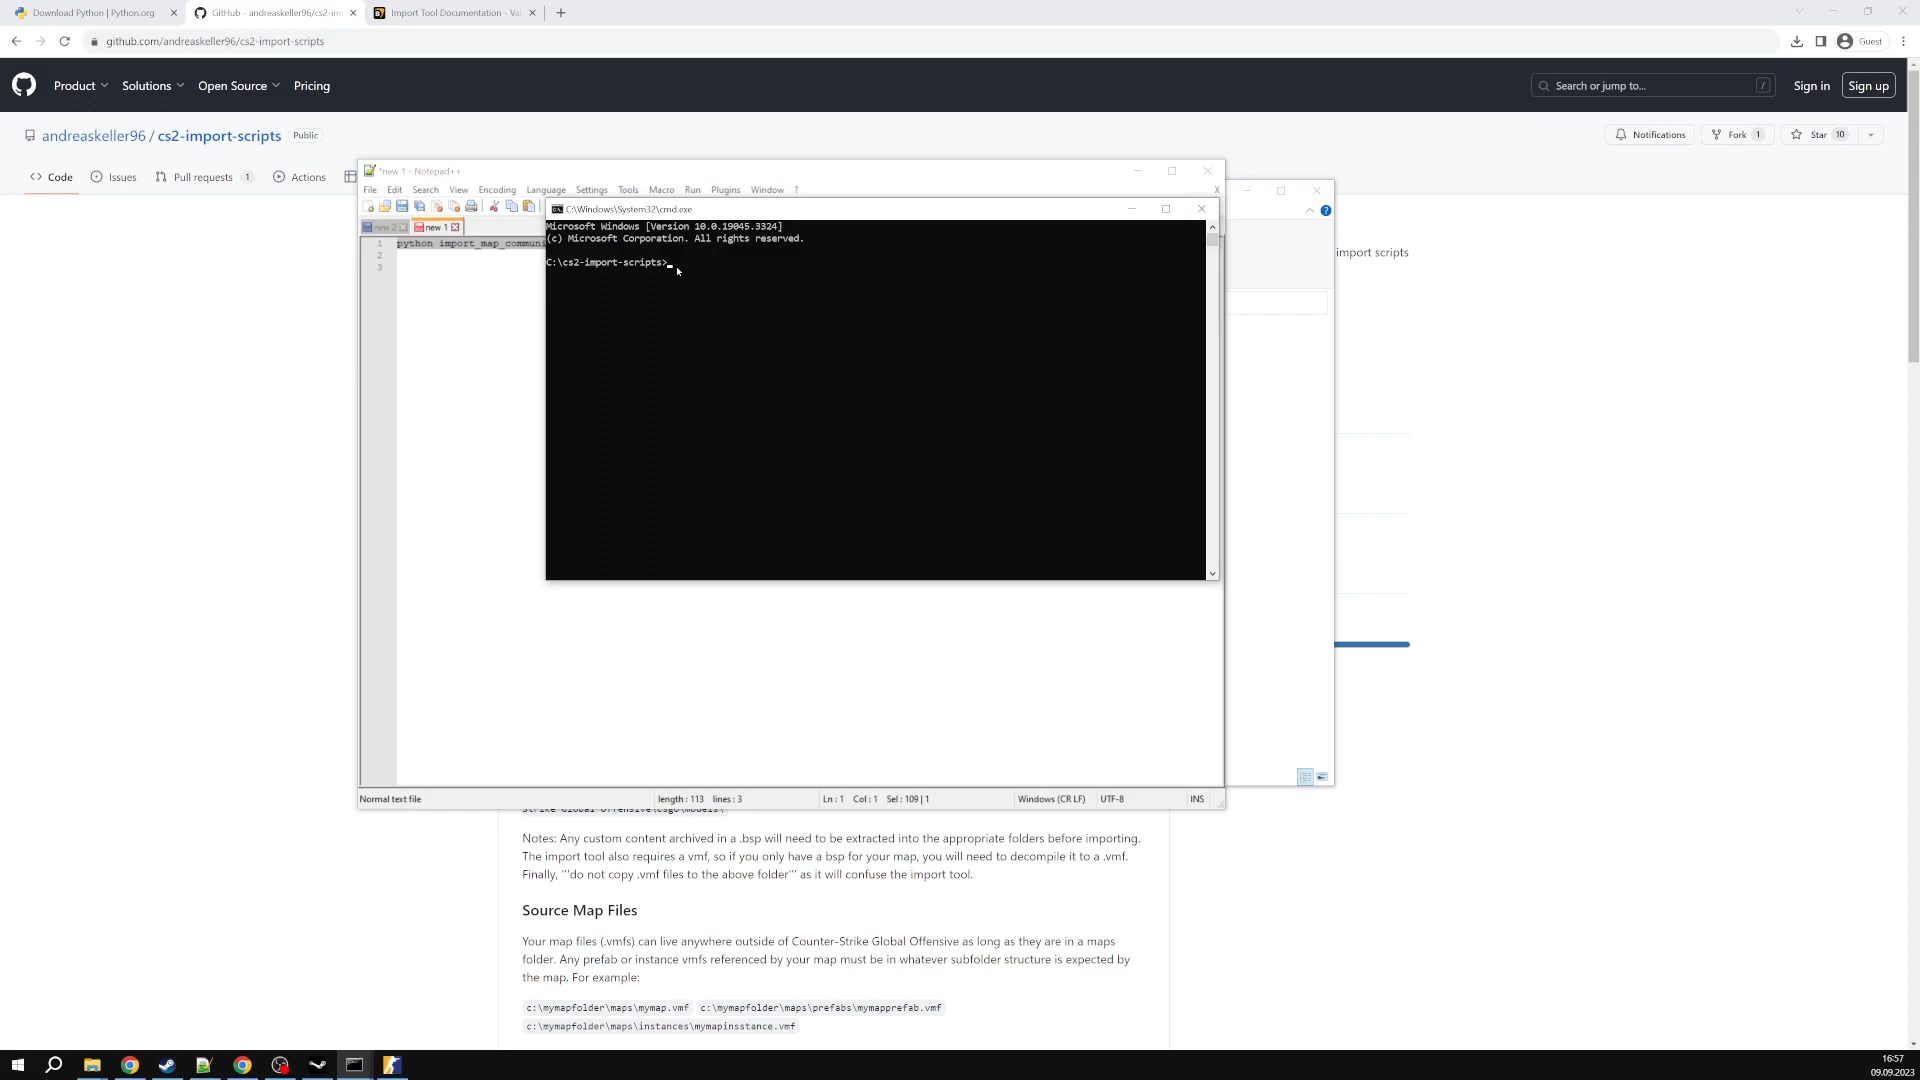 Download Python | Python.org
GitHub - andreaskeller96/cs2-im
Import Tool Documentation - Val
github.com/andreaskeller96/cs2-import-scripts
Guest
Product
Solutions
Open Source
Pricing
Search or jump to...
/
Sign in
Sign up
andreaskeller96 / cs2-import-scripts
Public
Notifications
Fork 1
Star 10
Code
Issues
Pull requests 1
Actions
*new 1 - Notepad++
File Edit Search View Encoding Language Settings Tools Macro Run Plugins Window ?
X
new 2
new 1
C:\Windows\System32\cmd.exe
1 python import_map_communi
2
3
Microsoft Windows [Version 10.0.19045.3324]
(c) Microsoft Corporation. All rights reserved.
C:\cs2-import-scripts>
import scripts
Normal text file
length : 113 lines : 3
Ln : 1 Col : 1 Sel : 109 | 1
Windows (CR LF)
UTF-8
INS
Notes: Any custom content archived in a .bsp will need to be extracted into the appropriate folders before importing.
The import tool also requires a vmf, so if you only have a bsp for your map, you will need to decompile it to a .vmf.
Finally, '''do not copy .vmf files to the above folder''' as it will confuse the import tool.
Source Map Files
Your map files (.vmfs) can live anywhere outside of Counter-Strike Global Offensive as long as they are in a maps
folder. Any prefab or instance vmfs referenced by your map must be in whatever subfolder structure is expected by
the map. For example:
c:\mymapfolder\maps\mymap.vmf c:\mymapfolder\maps\prefabs\mymapprefab.vmf
c:\mymapfolder\maps\instances\mymapinsstance.vmf
16:57
09.09.2023